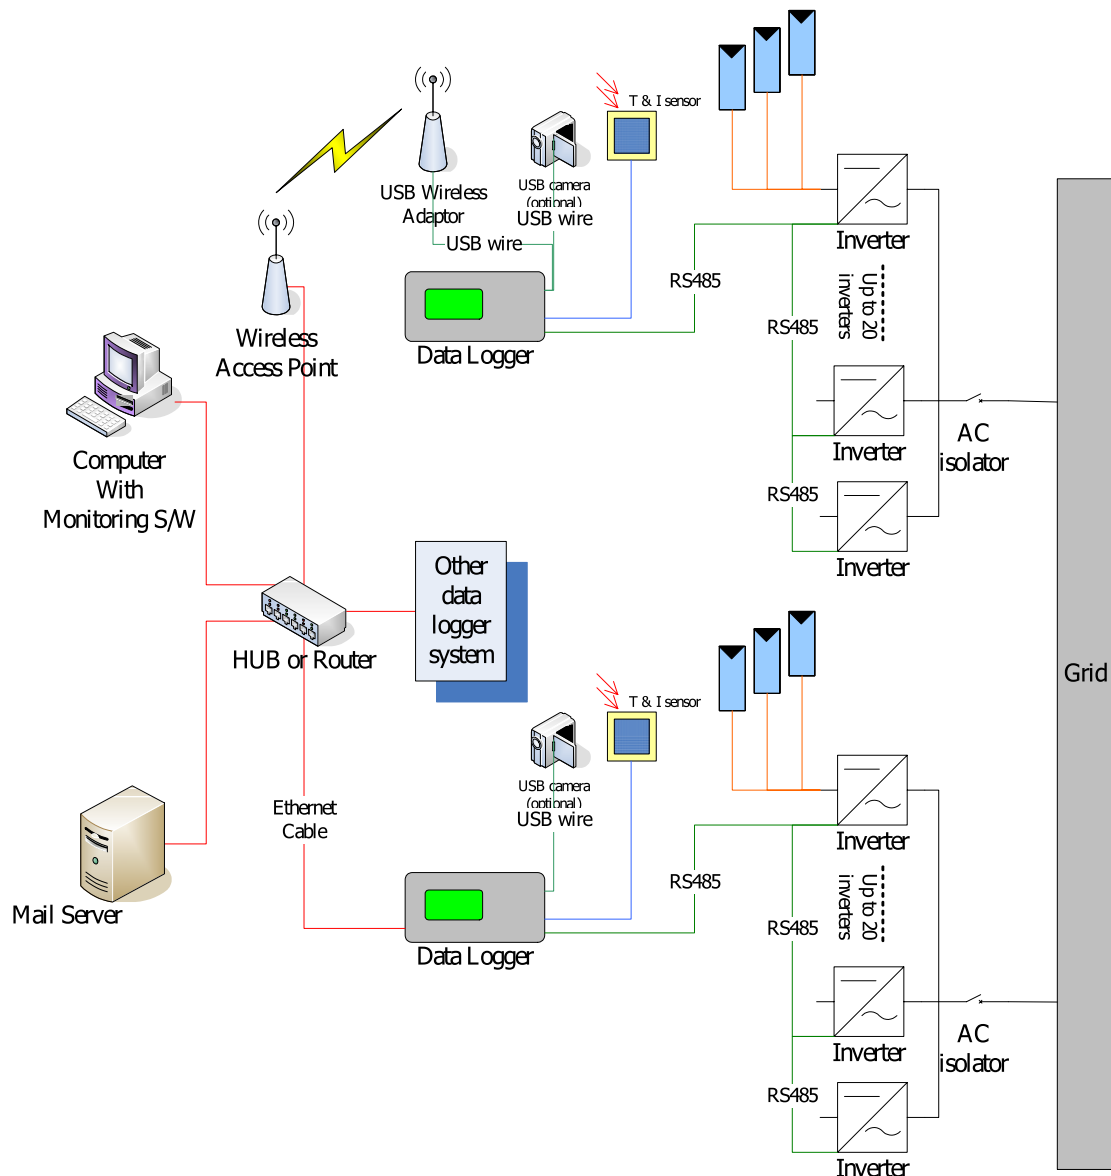 T & I sensor
USB Wireless
Adaptor
USB camera
(optional)
USB wire
USB wire
Inverter
RS485
Up to 20
inverters
RS485
Data Logger
Wireless
Access Point
Computer
With
Monitoring S/W
AC
isolator
Inverter
RS485
Inverter
Other
data
logger
system
HUB or Router
Grid
T & I sensor
USB camera
(optional)
USB wire
Ethernet
Cable
Inverter
RS485
Up to 20
inverters
RS485
Mail Server
Data Logger
AC
isolator
Inverter
RS485
Inverter